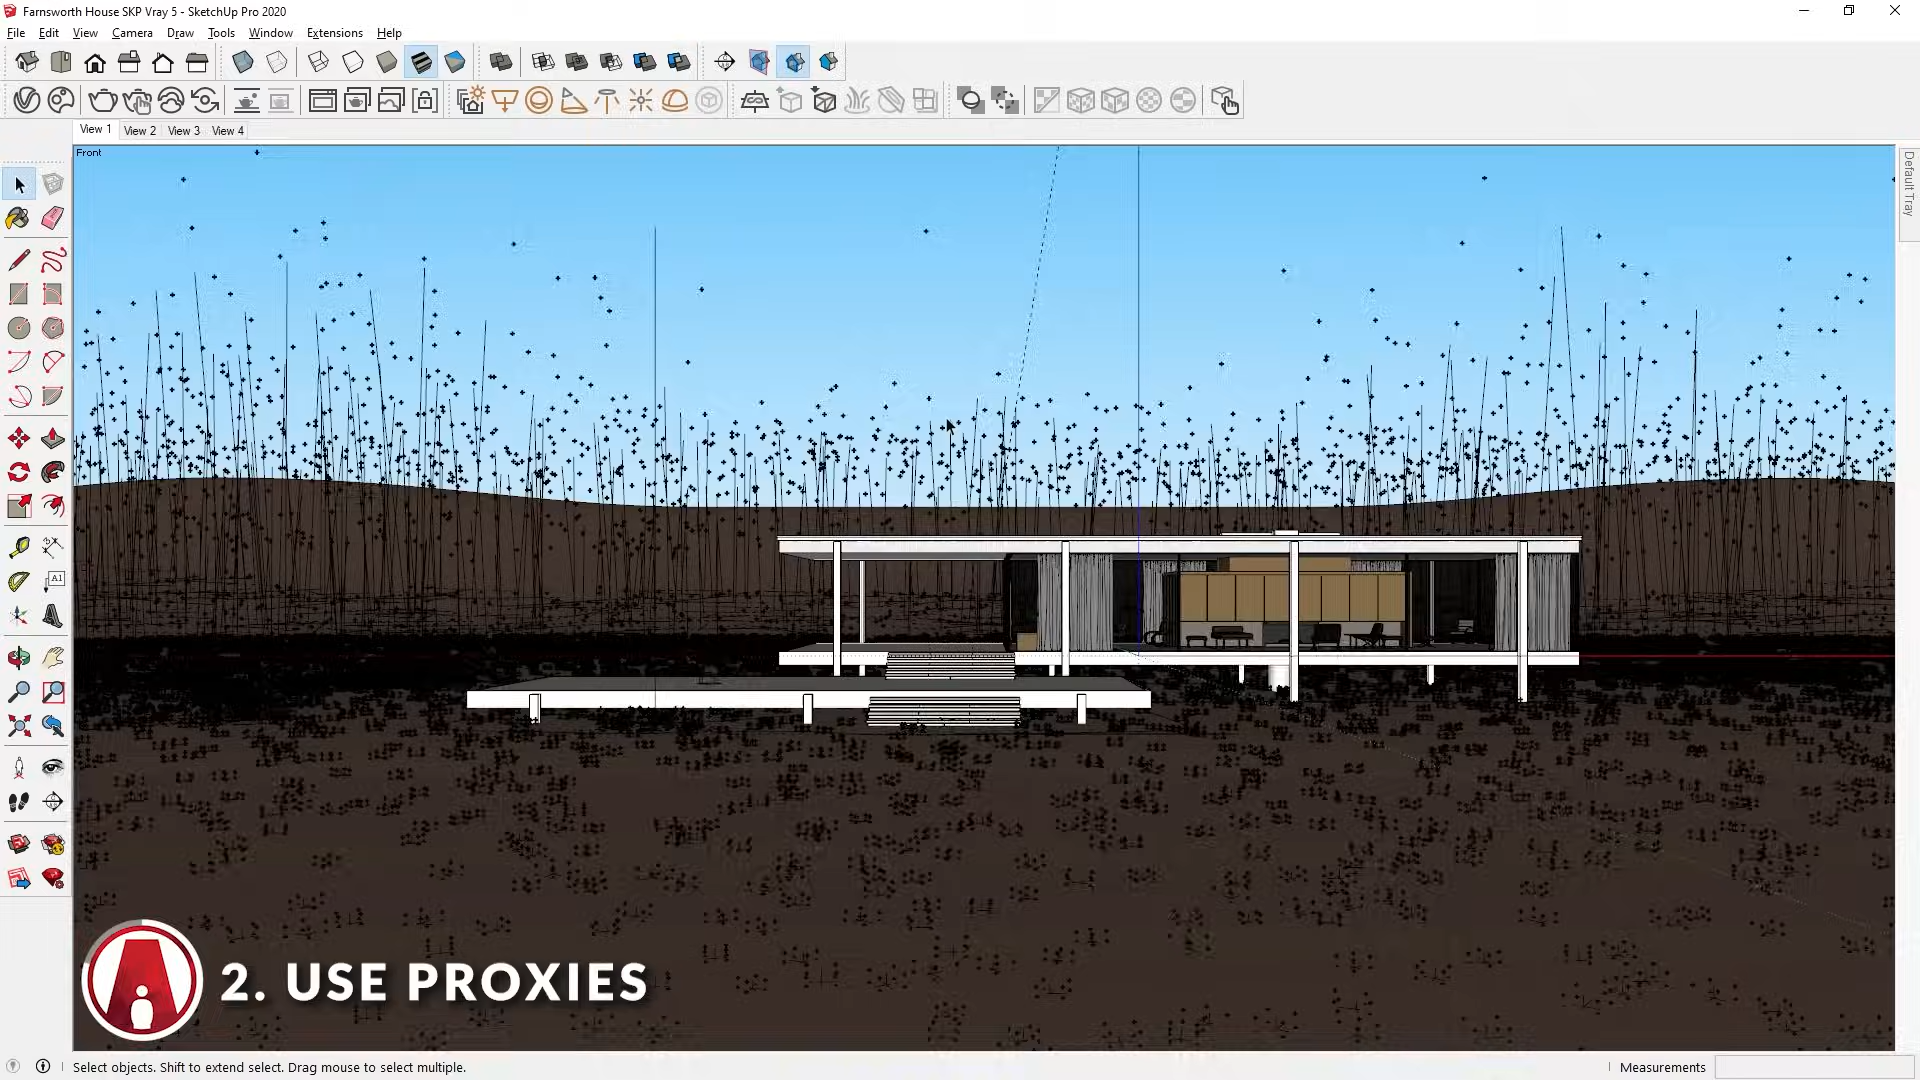 Farnsworth House SKP Vray 5 - SketchUp Pro 2020
File Edit View Camera Draw Tools Window Extensions Help
View 1 View 2 View 3 View 4
Front
Default Tray
A1
2. USE PROXIES
Select objects. Shift to extend select. Drag mouse to select multiple.
Measurements